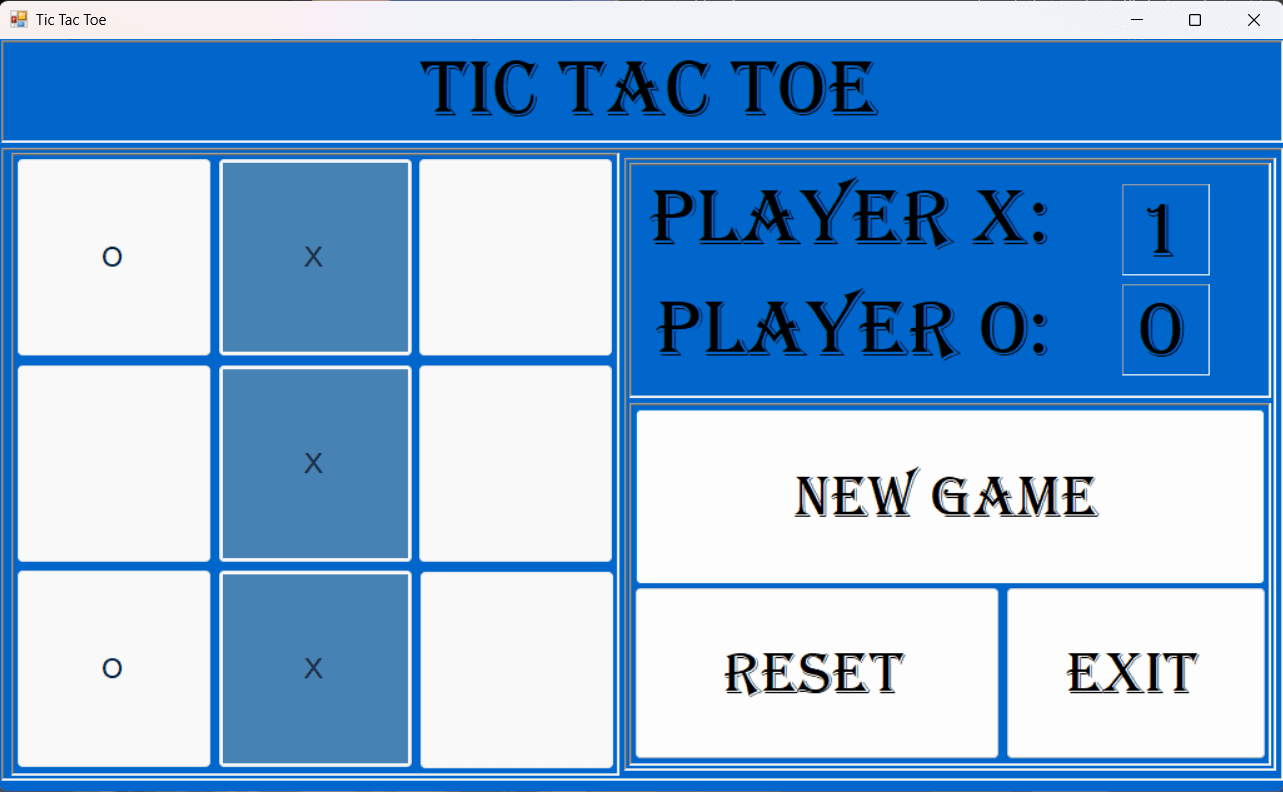 Tic Tac Toe
TIC TAC TOE
O X
X
O X
PLAYER X: 1
PLAYER O: 0
NEW GAME
RESET EXIT